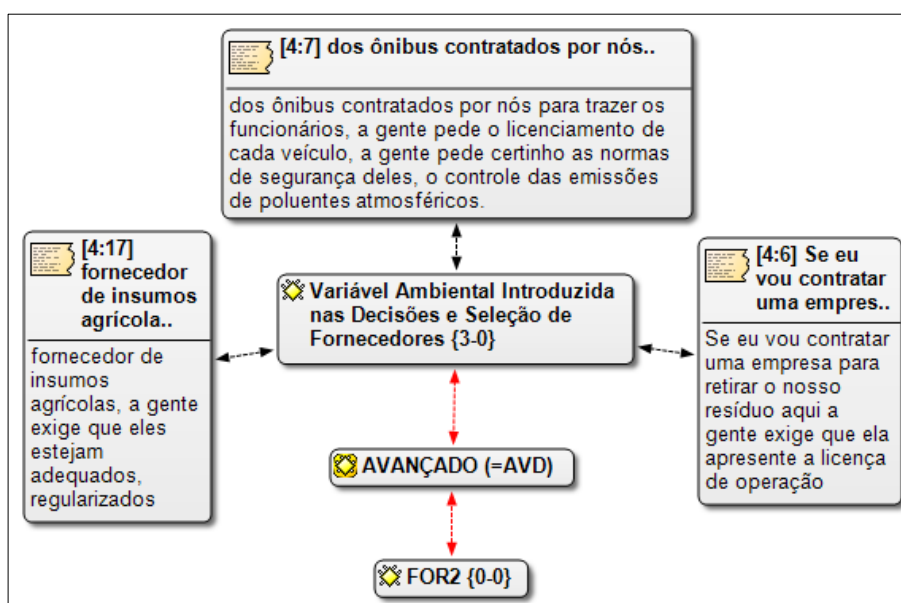 [4:7] dos ônibus contratados por nós..
dos ônibus contratados por nós para trazer os
funcionários, a gente pede o licenciamento de
cada veículo, a gente pede certinho as normas
de segurança deles, o controle das emissões
de poluentes atmosféricos.
[4:17]
fornecedor
de insumos
agrícola..
fornecedor de
insumos
agrícolas, a gente
exige que eles
estejam
adequados,
regularizados
Variável Ambiental Introduzida
nas Decisões e Seleção de
Fornecedores {3-0}
[4:6] Se eu
vou contratar
uma empres..
Se eu vou contratar
uma empresa para
retirar o nosso
resíduo aqui a
gente exige que ela
apresente a licença
de operação
AVANÇADO (=AVD)
FOR2 {0-0}